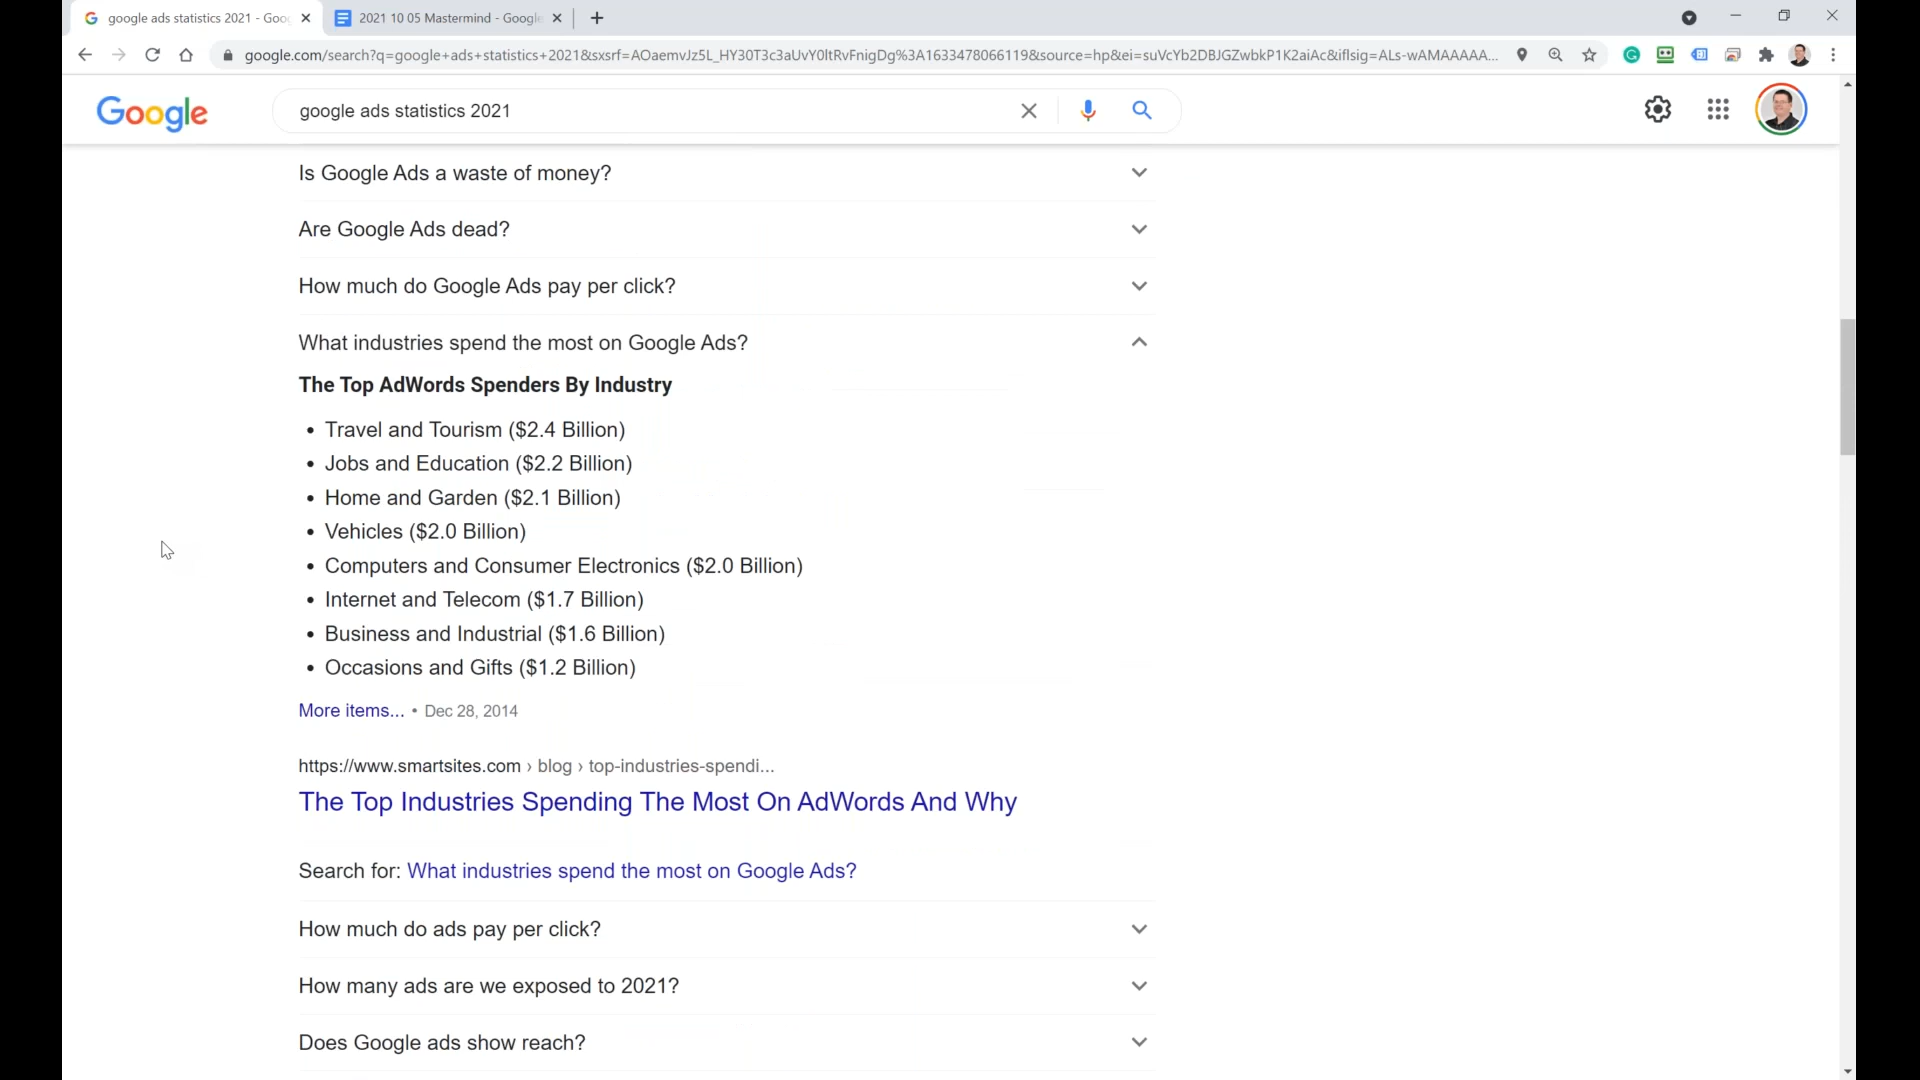 google ads statistics 2021 - Goog
2021 10 05 Mastermind - Google
google.com/search?q=google+ads+statistics+2021&sxsrf=AOaemvJz5L_HY30T3c3aUvY0ltRvFnigDg%3A1633478066119&source=hp&ei=suVcYb2DBJGZwbkP1K2aiAc&iflsig=ALs-wAMAAAAA...
Google
google ads statistics 2021
Is Google Ads a waste of money?
Are Google Ads dead?
How much do Google Ads pay per click?
What industries spend the most on Google Ads?
The Top AdWords Spenders By Industry
• Travel and Tourism ($2.4 Billion)
• Jobs and Education ($2.2 Billion)
• Home and Garden ($2.1 Billion)
• Vehicles ($2.0 Billion)
• Computers and Consumer Electronics ($2.0 Billion)
• Internet and Telecom ($1.7 Billion)
• Business and Industrial ($1.6 Billion)
• Occasions and Gifts ($1.2 Billion)
More items... • Dec 28, 2014
https://www.smartsites.com › blog › top-industries-spendi...
The Top Industries Spending The Most On AdWords And Why
Search for: What industries spend the most on Google Ads?
How much do ads pay per click?
How many ads are we exposed to 2021?
Does Google ads show reach?